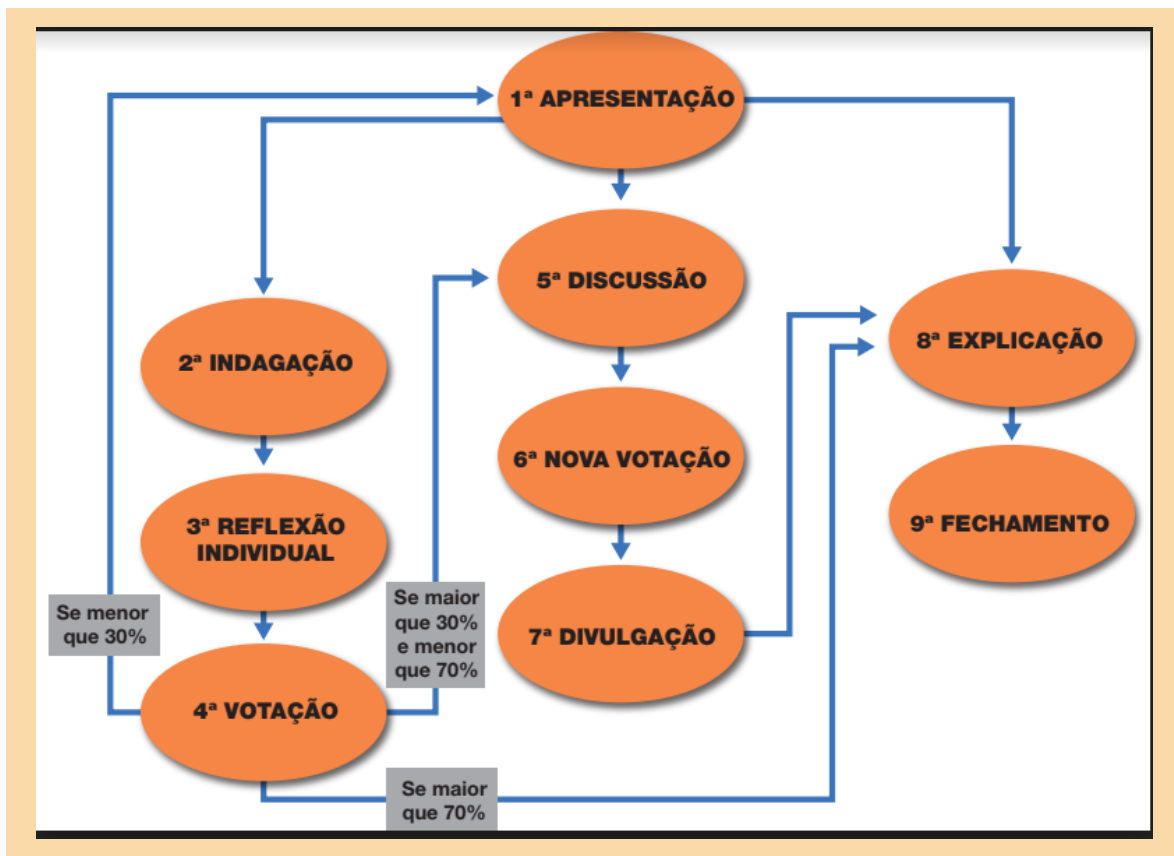 1ª APRESENTAÇÃO
2ª INDAGAÇÃO
3ª REFLEXÃO
INDIVIDUAL
Se menor
que 30%
4ª VOTAÇÃO
Se maior
que 30%
e menor
que 70%
Se maior
que 70%
5ª DISCUSSÃO
6ª NOVA VOTAÇÃO
7ª DIVULGAÇÃO
8ª EXPLICAÇÃO
9ª FECHAMENTO